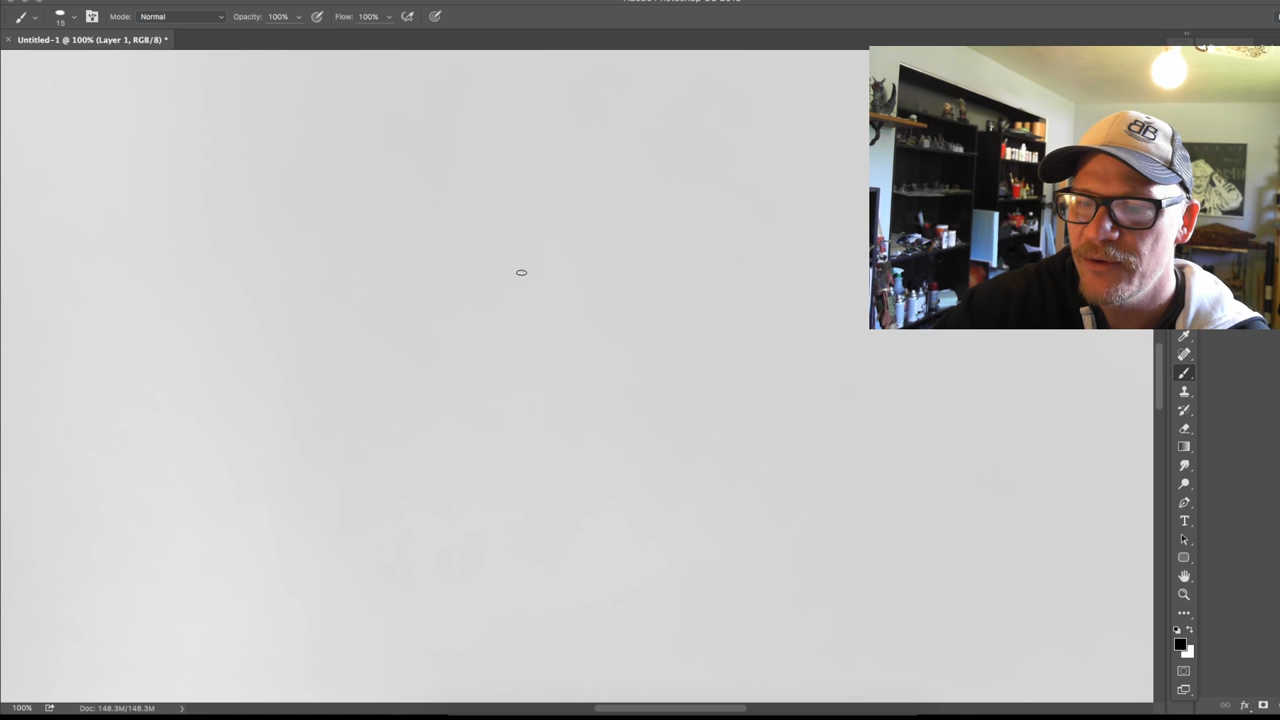 Mode: Normal Opacity: 100% Flow: 100%
15
× Untitled-1 @ 100% (Layer 1, RGB/8) *
100% Doc: 148.3M/148.3M
fx